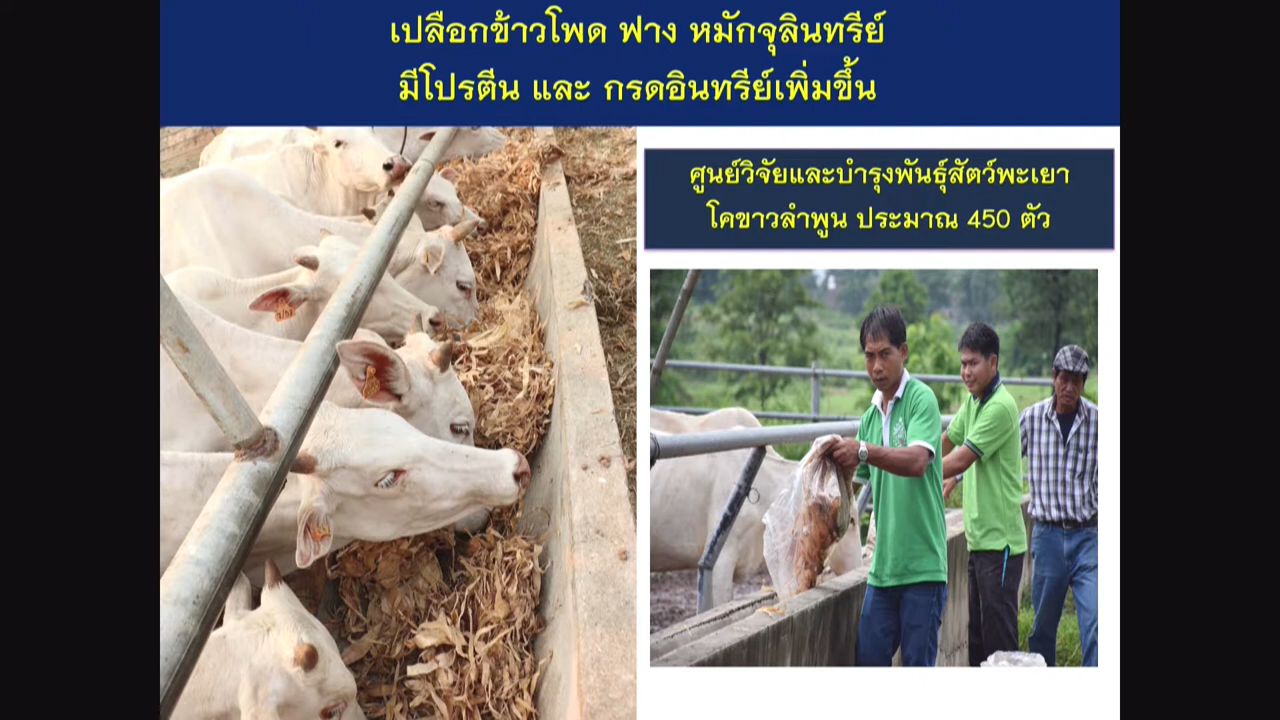 เปลือกข้าวโพด ฟาง หมักจุลินทรีย์
มีโปรตีน และ กรดอินทรีย์เพิ่มขึ้น
ศูนย์วิจัยและบำรุงพันธุ์สัตว์พะเยา
โคขาวลำพูน ประมาณ 450 ตัว